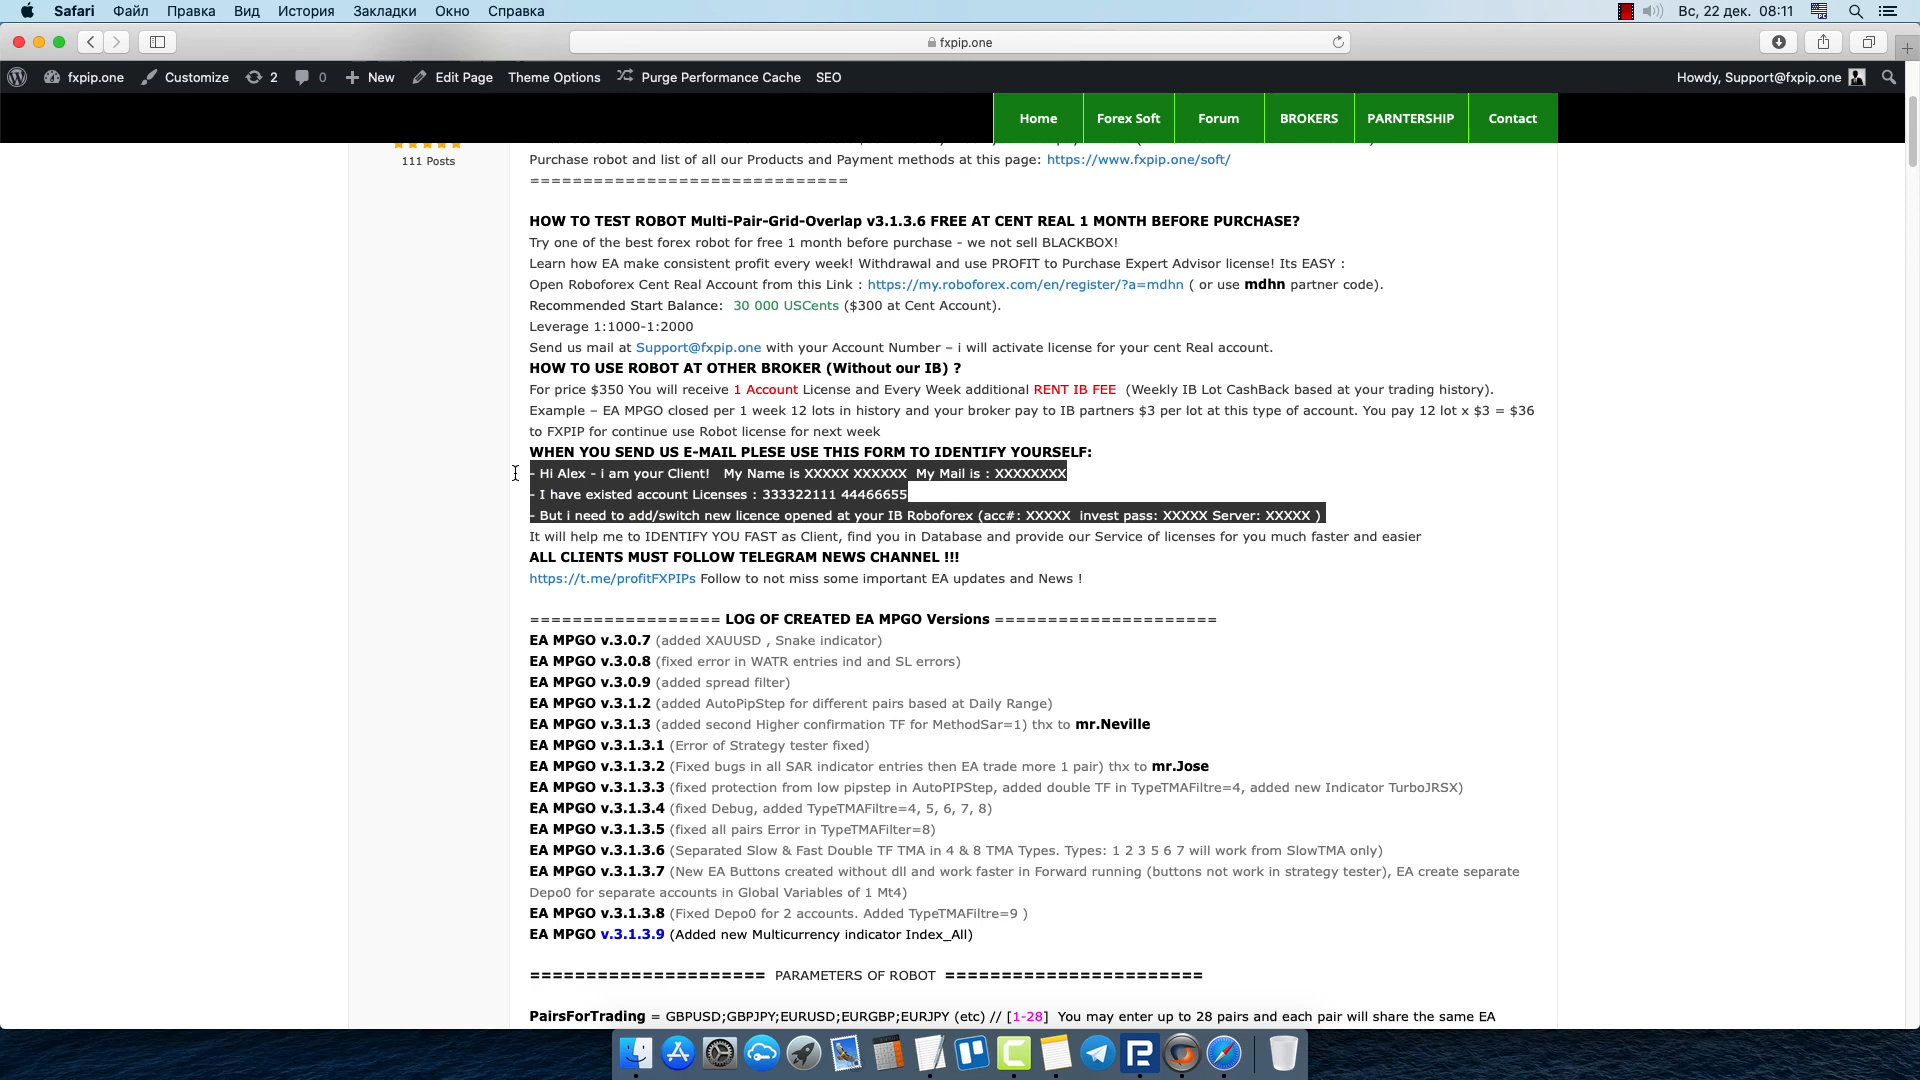 Safari Файл Правка Вид История Закладки Окно Справка Вс, 22 дек. 08:11
fxpip.one
fxpip.one Customize 2 0 New Edit Page Theme Options Purge Performance Cache SEO Howdy, Support@fxpip.one
Home Forex Soft Forum BROKERS PARNTERSHIP Contact
111 Posts
Purchase robot and list of all our Products and Payment methods at this page: https://www.fxpip.one/soft/
==============================
HOW TO TEST ROBOT Multi-Pair-Grid-Overlap v3.1.3.6 FREE AT CENT REAL 1 MONTH BEFORE PURCHASE?
Try one of the best forex robot for free 1 month before purchase - we not sell BLACKBOX!
Learn how EA make consistent profit every week! Withdrawal and use PROFIT to Purchase Expert Advisor license! Its EASY :
Open Roboforex Cent Real Account from this Link : https://my.roboforex.com/en/register/?a=mdhn ( or use mdhn partner code).
Recommended Start Balance: 30 000 USCents ($300 at Cent Account).
Leverage 1:1000-1:2000
Send us mail at Support@fxpip.one with your Account Number – i will activate license for your cent Real account.
HOW TO USE ROBOT AT OTHER BROKER (Without our IB) ?
For price $350 You will receive 1 Account License and Every Week additional RENT IB FEE (Weekly IB Lot CashBack based at your trading history).
Example – EA MPGO closed per 1 week 12 lots in history and your broker pay to IB partners $3 per lot at this type of account. You pay 12 lot x $3 = $36
to FXPIP for continue use Robot license for next week
WHEN YOU SEND US E-MAIL PLESE USE THIS FORM TO IDENTIFY YOURSELF:
- Hi Alex - i am your Client! My Name is XXXXX XXXXXX My Mail is : XXXXXXXX
- I have existed account Licenses : 333322111 44466655
- But i need to add/switch new licence opened at your IB Roboforex (acc#: XXXXX invest pass: XXXXX Server: XXXXX )
It will help me to IDENTIFY YOU FAST as Client, find you in Database and provide our Service of licenses for you much faster and easier
ALL CLIENTS MUST FOLLOW TELEGRAM NEWS CHANNEL !!!
https://t.me/profitFXPIPs Follow to not miss some important EA updates and News !
================== LOG OF CREATED EA MPGO Versions =====================
EA MPGO v.3.0.7 (added XAUUSD , Snake indicator)
EA MPGO v.3.0.8 (fixed error in WATR entries ind and SL errors)
EA MPGO v.3.0.9 (added spread filter)
EA MPGO v.3.1.2 (added AutoPipStep for different pairs based at Daily Range)
EA MPGO v.3.1.3 (added second Higher confirmation TF for MethodSar=1) thx to mr.Neville
EA MPGO v.3.1.3.1 (Error of Strategy tester fixed)
EA MPGO v.3.1.3.2 (Fixed bugs in all SAR indicator entries then EA trade more 1 pair) thx to mr.Jose
EA MPGO v.3.1.3.3 (fixed protection from low pipstep in AutoPIPStep, added double TF in TypeTMAFiltre=4, added new Indicator TurboJRSX)
EA MPGO v.3.1.3.4 (fixed Debug, added TypeTMAFiltre=4, 5, 6, 7, 8)
EA MPGO v.3.1.3.5 (fixed all pairs Error in TypeTMAFilter=8)
EA MPGO v.3.1.3.6 (Separated Slow & Fast Double TF TMA in 4 & 8 TMA Types. Types: 1 2 3 5 6 7 will work from SlowTMA only)
EA MPGO v.3.1.3.7 (New EA Buttons created without dll and work faster in Forward running (buttons not work in strategy tester), EA create separate
Depo0 for separate accounts in Global Variables of 1 Mt4)
EA MPGO v.3.1.3.8 (Fixed Depo0 for 2 accounts. Added TypeTMAFiltre=9 )
EA MPGO v.3.1.3.9 (Added new Multicurrency indicator Index_All)
===================== PARAMETERS OF ROBOT =======================
PairsForTrading = GBPUSD;GBPJPY;EURUSD;EURGBP;EURJPY (etc) // [1-28] You may enter up to 28 pairs and each pair will share the same EA